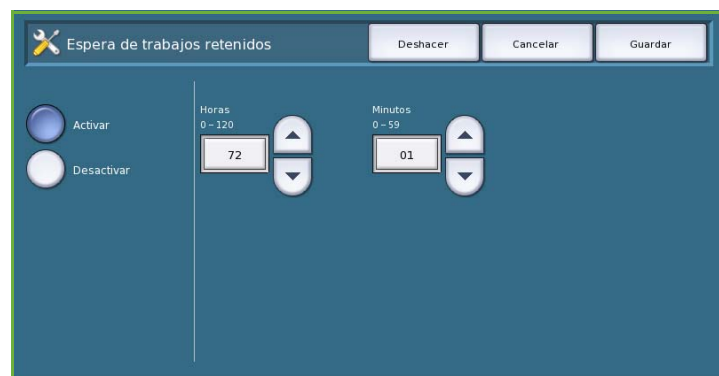 Espera de trabajos retenidos
Deshacer
Cancelar
Guardar
Activar
Desactivar
Horas
0 – 120
72
Minutos
0 – 59
01